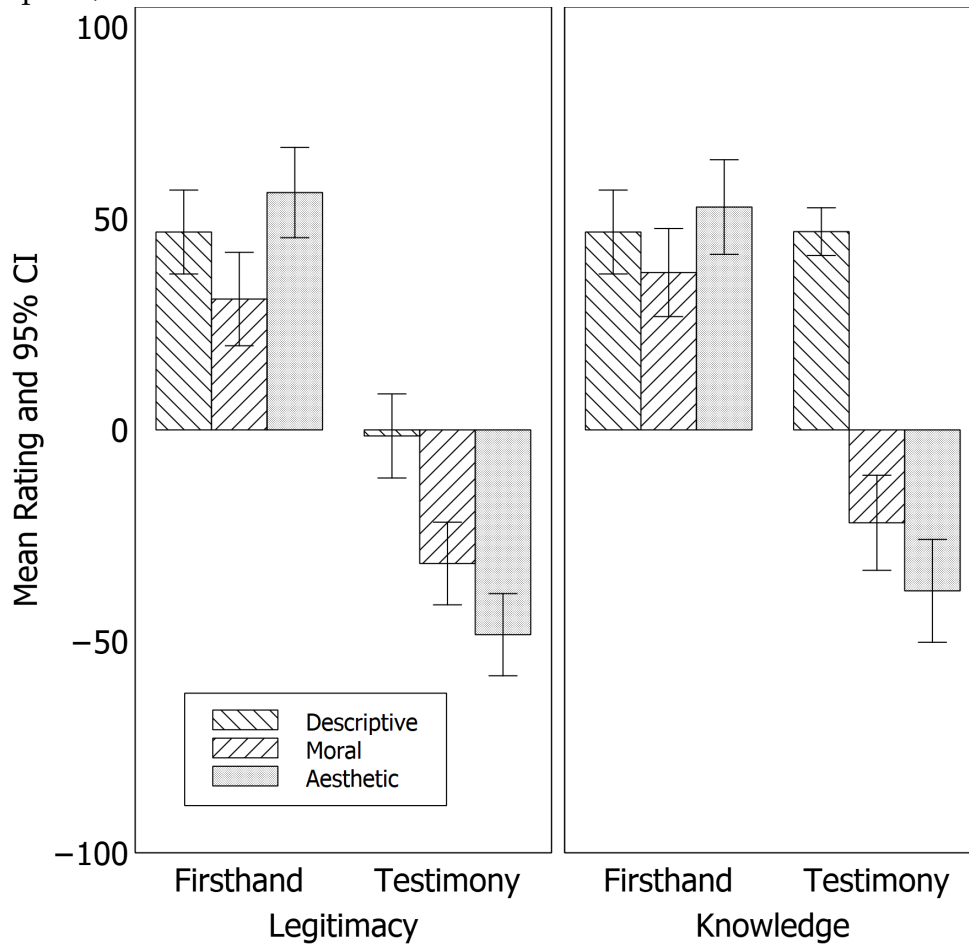 100
50
0
−50
−100
Mean Rating and 95% CI
Descriptive
Moral
Aesthetic
Firsthand Testimony Firsthand Testimony
Legitimacy Knowledge